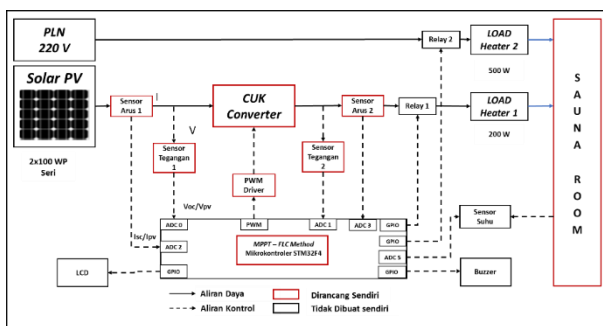 PLN
220 V
Relay 2
LOAD
Heater 2
500 W
Solar PV
2x100 WP
Seri
Sensor
Arus 1
I
V
CUK
Converter
Sensor
Arus 2
Relay 1
LOAD
Heater 1
200 W
SAUNA ROOM
Sensor
Tegangan
1
Sensor
Tegangan
2
PWM
Driver
Voc/Vpv
Isc/Ipv
ADC 0
PWM
ADC 1
ADC 3
GPIO
GPIO
ADC 2
ADC 5
GPIO
GPIO
MPPT – FLC Method
Mikrokontroler STM32F4
Sensor
Suhu
LCD
Buzzer
Aliran Daya
Aliran Kontrol
Dirancang Sendiri
Tidak Dibuat sendiri